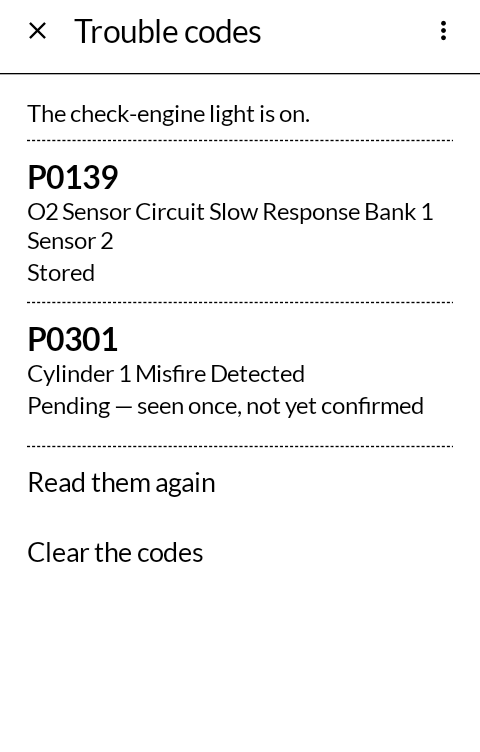 Trouble codes
The check-engine light is on.
P0139
O2 Sensor Circuit Slow Response Bank 1
Sensor 2
Stored
P0301
Cylinder 1 Misfire Detected
Pending — seen once, not yet confirmed
Read them again
Clear the codes